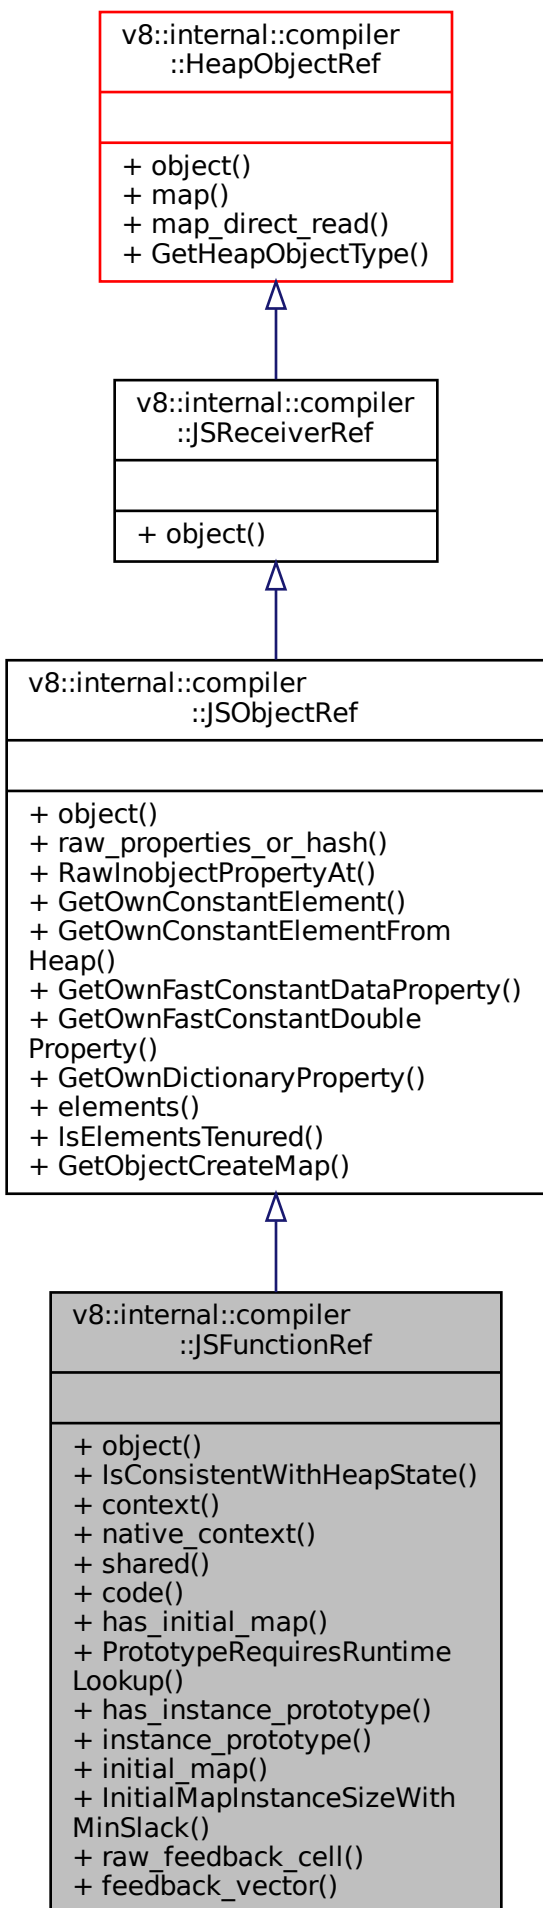 v8::internal::compiler
::HeapObjectRef
+ object()
+ map()
+ map_direct_read()
+ GetHeapObjectType()
v8::internal::compiler
::JSReceiverRef
+ object()
v8::internal::compiler
::JSObjectRef
+ object()
+ raw_properties_or_hash()
+ RawInobjectPropertyAt()
+ GetOwnConstantElement()
+ GetOwnConstantElementFrom
Heap()
+ GetOwnFastConstantDataProperty()
+ GetOwnFastConstantDouble
Property()
+ GetOwnDictionaryProperty()
+ elements()
+ IsElementsTenured()
+ GetObjectCreateMap()
v8::internal::compiler
::JSFunctionRef
+ object()
+ IsConsistentWithHeapState()
+ context()
+ native_context()
+ shared()
+ code()
+ has_initial_map()
+ PrototypeRequiresRuntime
Lookup()
+ has_instance_prototype()
+ instance_prototype()
+ initial_map()
+ InitialMapInstanceSizeWith
MinSlack()
+ raw_feedback_cell()
+ feedback_vector()